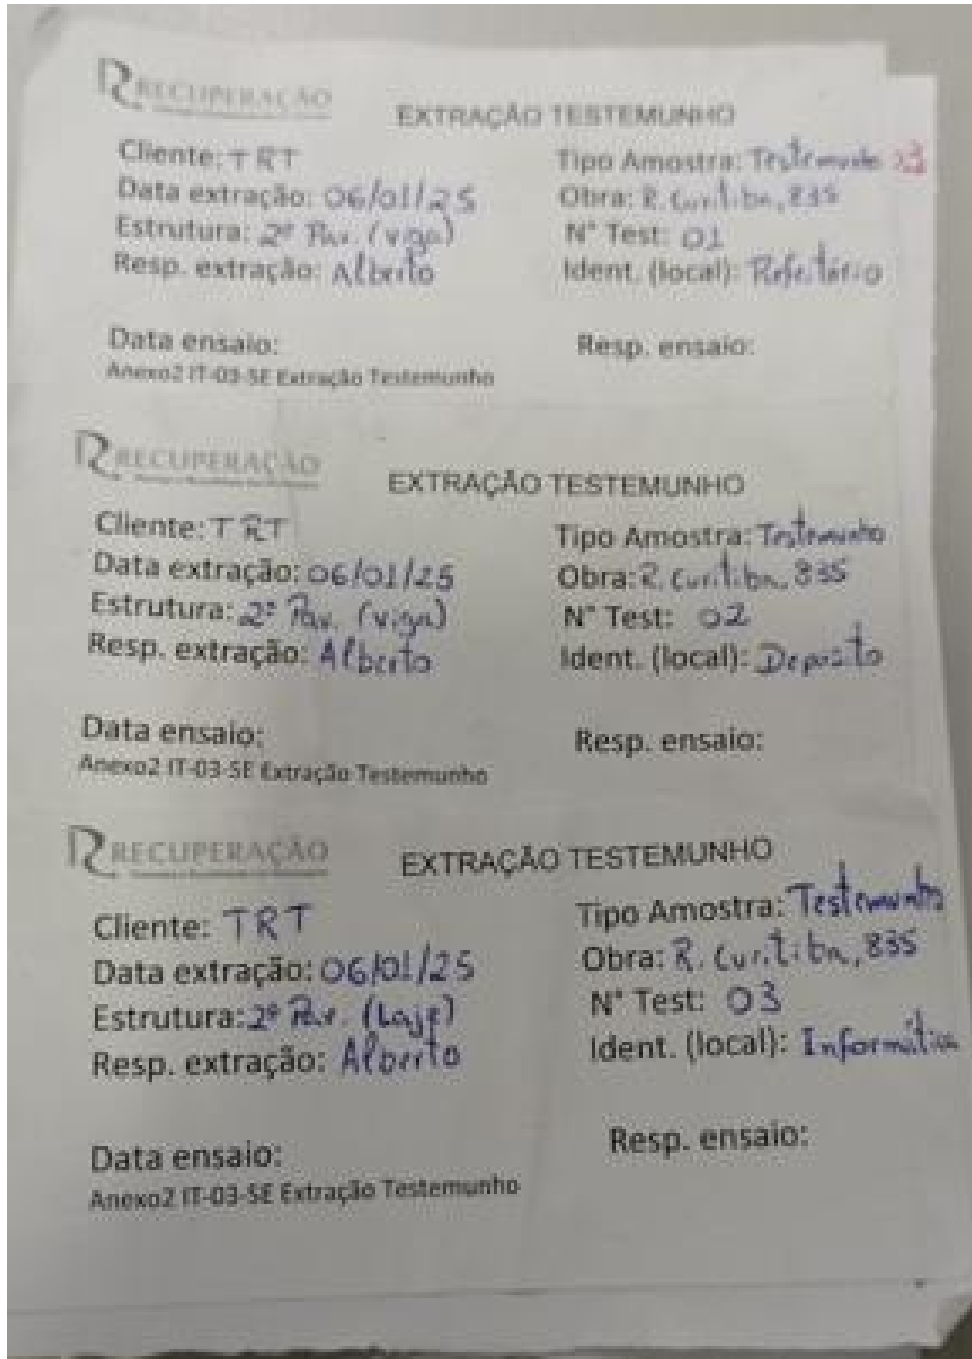 RECUPERAÇÃO
EXTRAÇÃO TESTEMUNHO
Cliente: TRT
Tipo Amostra: Testemunho
Data extração: 06/01/25
Obra: R. Curitiba, 835
Estrutura: 2º Pav. (viga)
N° Test: 01
Resp. extração: Alberto
Ident. (local): Refeitório
Data ensaio:
Resp. ensaio:
Anexo2 IT-03-SE Extração Testemunho
RECUPERAÇÃO
EXTRAÇÃO TESTEMUNHO
Cliente: TRT
Tipo Amostra: Testemunho
Data extração: 06/01/25
Obra: R. Curitiba, 835
Estrutura: 2º Pav. (viga)
N° Test: 02
Resp. extração: Alberto
Ident. (local): Deposito
Data ensaio:
Resp. ensaio:
Anexo2 IT-03-SE Extração Testemunho
RECUPERAÇÃO
EXTRAÇÃO TESTEMUNHO
Cliente: TRT
Tipo Amostra: Testemunho
Data extração: 06/01/25
Obra: R. Curitiba, 835
Estrutura: 2º Pav. (Laje)
N° Test: 03
Resp. extração: Alberto
Ident. (local): Informática
Data ensaio:
Resp. ensaio:
Anexo2 IT-03-SE Extração Testemunho